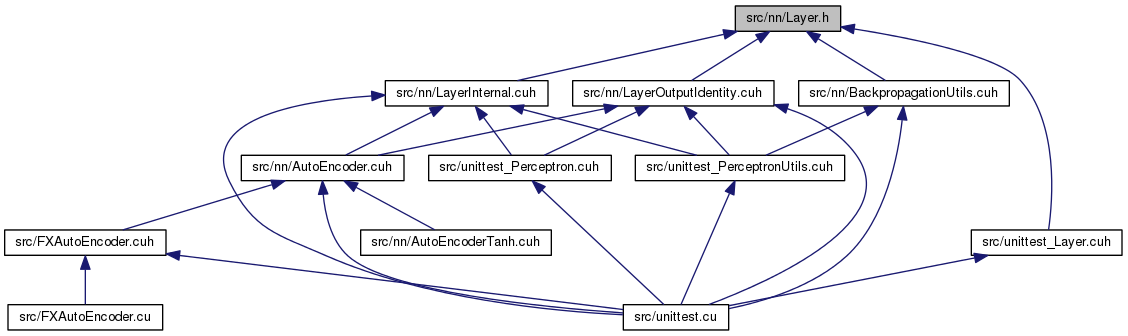 src/nn/Layer.h
src/nn/LayerInternal.cuh
src/nn/LayerOutputIdentity.cuh
src/nn/BackpropagationUtils.cuh
src/nn/AutoEncoder.cuh
src/unittest_Perceptron.cuh
src/unittest_PerceptronUtils.cuh
src/FXAutoEncoder.cuh
src/nn/AutoEncoderTanh.cuh
src/unittest_Layer.cuh
src/FXAutoEncoder.cu
src/unittest.cu